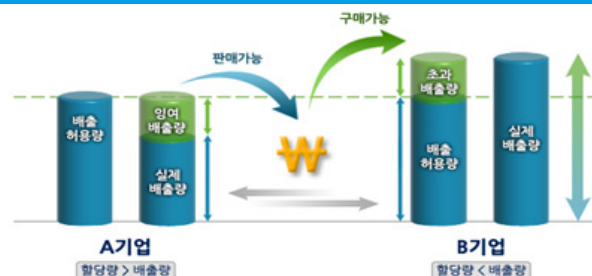 구매가능
판매가능
배출
허용량
잉여
배출량
실제
배출량
₩
초과
배출량
배출
허용량
실제
배출량
A기업
할당량 > 배출량
B기업
할당량 < 배출량